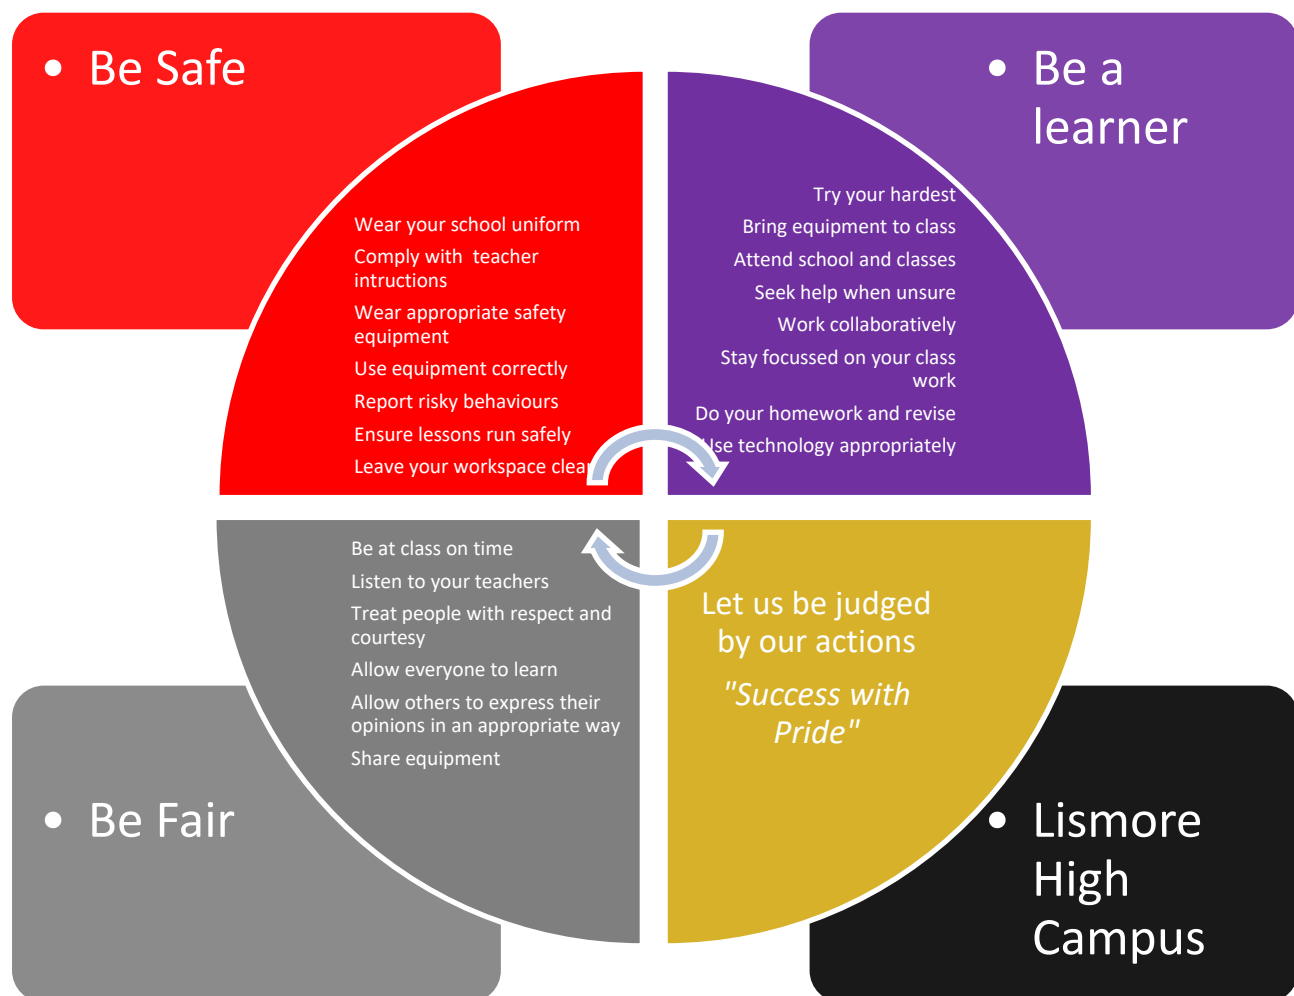 • Be Safe
Wear your school uniform
Comply with  teacher
intructions
Wear appropriate safety
equipment
Use equipment correctly
Report risky behaviours
Ensure lessons run safely
Leave your workspace clean
• Be a
learner
Try your hardest
Bring equipment to class
Attend school and classes
Seek help when unsure
Work collaboratively
Stay focussed on your class
work
Do your homework and revise
Use technology appropriately
• Be Fair
Be at class on time
Listen to your teachers
Treat people with respect and
courtesy
Allow everyone to learn
Allow others to express their
opinions in an appropriate way
Share equipment
Let us be judged
by our actions
"Success with
Pride"
• Lismore
High
Campus